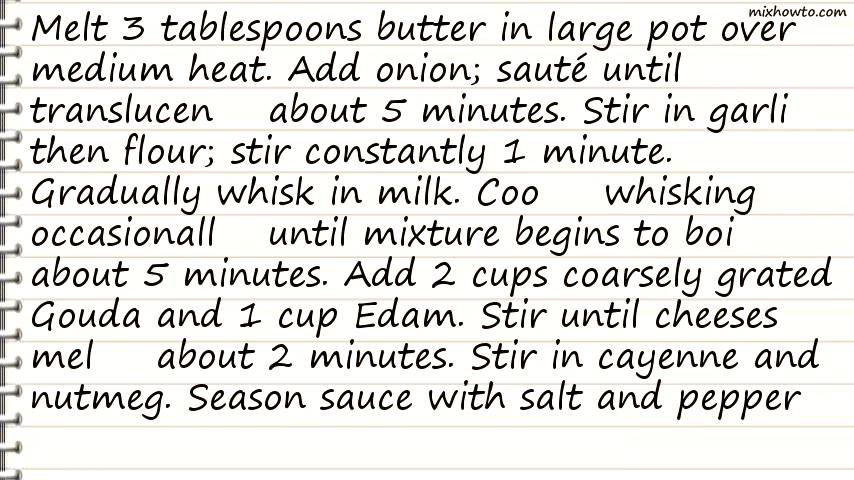 mixhowto.com
Melt 3 tablespoons butter in large pot over
medium heat. Add onion; sauté until
translucen about 5 minutes. Stir in garli
then flour; stir constantly 1 minute.
Gradually whisk in milk. Coo whisking
occasionall until mixture begins to boi
about 5 minutes. Add 2 cups coarsely grated
Gouda and 1 cup Edam. Stir until cheeses
mel about 2 minutes. Stir in cayenne and
nutmeg. Season sauce with salt and pepper